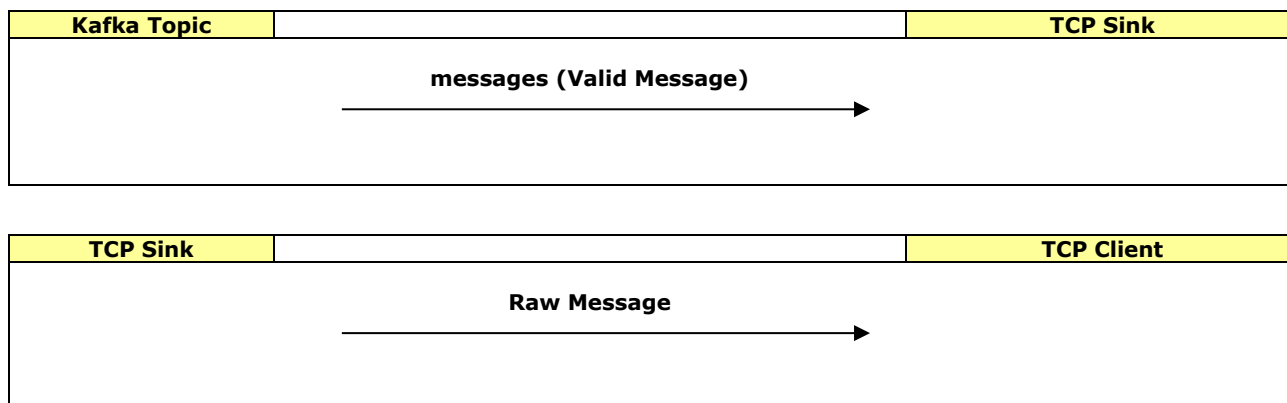 Kafka Topic
TCP Sink
messages (Valid Message)
TCP Sink
TCP Client
Raw Message